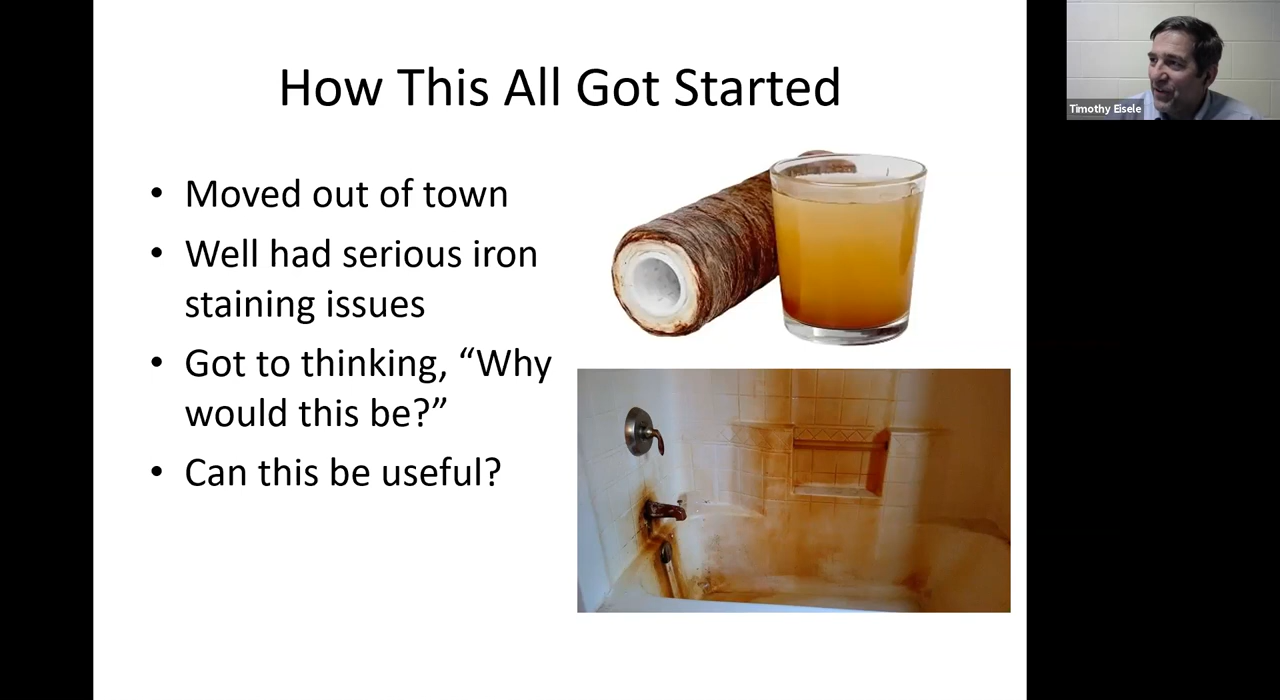 How This All Got Started
• Moved out of town
• Well had serious iron
staining issues
• Got to thinking, “Why
would this be?”
• Can this be useful?
Timothy Eisele